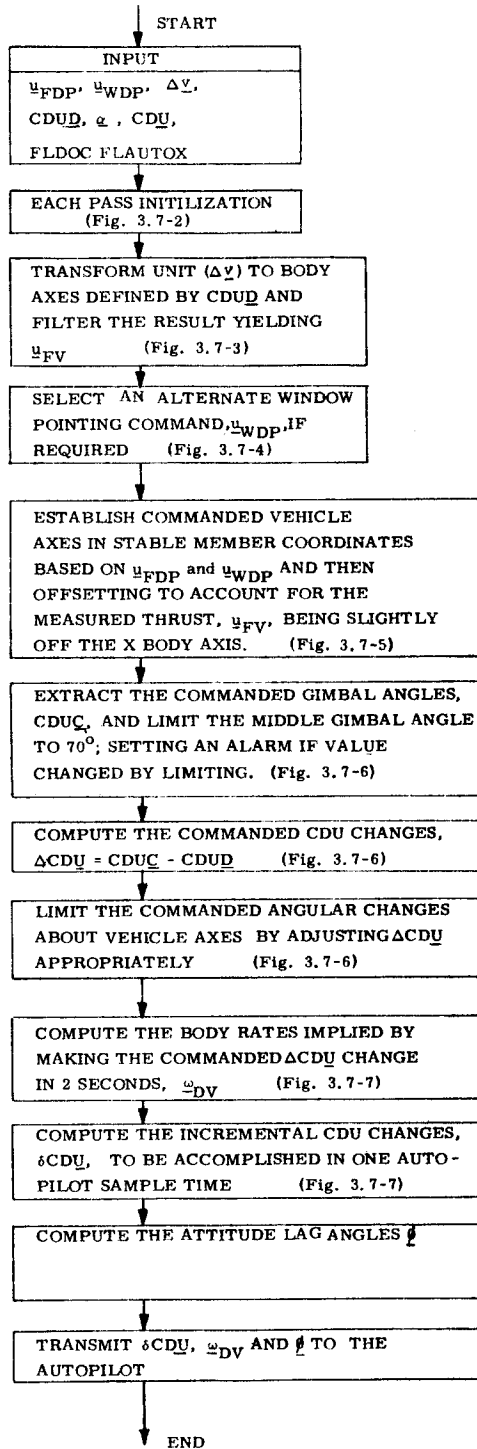 START
INPUT
u_FDP, u_WDP, Δv,
CDUD, α, CDU,
FLDOC FLAUTOX
EACH PASS INITILIZATION
(Fig. 3.7-2)
TRANSFORM UNIT (Δv) TO BODY
AXES DEFINED BY CDUD AND
FILTER THE RESULT YIELDING
u_FV (Fig. 3.7-3)
SELECT AN ALTERNATE WINDOW
POINTING COMMAND, u_WDP, IF
REQUIRED (Fig. 3.7-4)
ESTABLISH COMMANDED VEHICLE
AXES IN STABLE MEMBER COORDINATES
BASED ON u_FDP and u_WDP AND THEN
OFFSETTING TO ACCOUNT FOR THE
MEASURED THRUST, u_FV, BEING SLIGHTLY
OFF THE X BODY AXIS. (Fig. 3.7-5)
EXTRACT THE COMMANDED GIMBAL ANGLES,
CDUC, AND LIMIT THE MIDDLE GIMBAL ANGLE
TO 70°; SETTING AN ALARM IF VALUE
CHANGED BY LIMITING. (Fig. 3.7-6)
COMPUTE THE COMMANDED CDU CHANGES,
ΔCDU = CDUC - CDUD (Fig. 3.7-6)
LIMIT THE COMMANDED ANGULAR CHANGES
ABOUT VEHICLE AXES BY ADJUSTING ΔCDU
APPROPRIATELY (Fig. 3.7-6)
COMPUTE THE BODY RATES IMPLIED BY
MAKING THE COMMANDED ΔCDU CHANGE
IN 2 SECONDS, ω_DV (Fig. 3.7-7)
COMPUTE THE INCREMENTAL CDU CHANGES,
δCDU, TO BE ACCOMPLISHED IN ONE AUTO-
PILOT SAMPLE TIME (Fig. 3.7-7)
COMPUTE THE ATTITUDE LAG ANGLES ϕ
TRANSMIT δCDU, ω_DV AND ϕ TO THE
AUTOPILOT
END